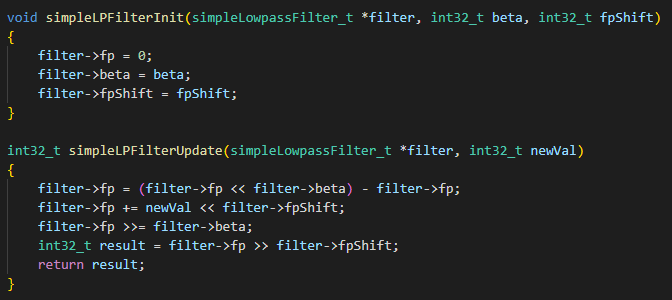 void simpleLPFilterInit(simpleLowpassFilter_t *filter, int32_t beta, int32_t fpShift)
{
    filter->fp = 0;
    filter->beta = beta;
    filter->fpShift = fpShift;
}

int32_t simpleLPFilterUpdate(simpleLowpassFilter_t *filter, int32_t newVal)
{
    filter->fp = (filter->fp << filter->beta) - filter->fp;
    filter->fp += newVal << filter->fpShift;
    filter->fp >>= filter->beta;
    int32_t result = filter->fp >> filter->fpShift;
    return result;
}